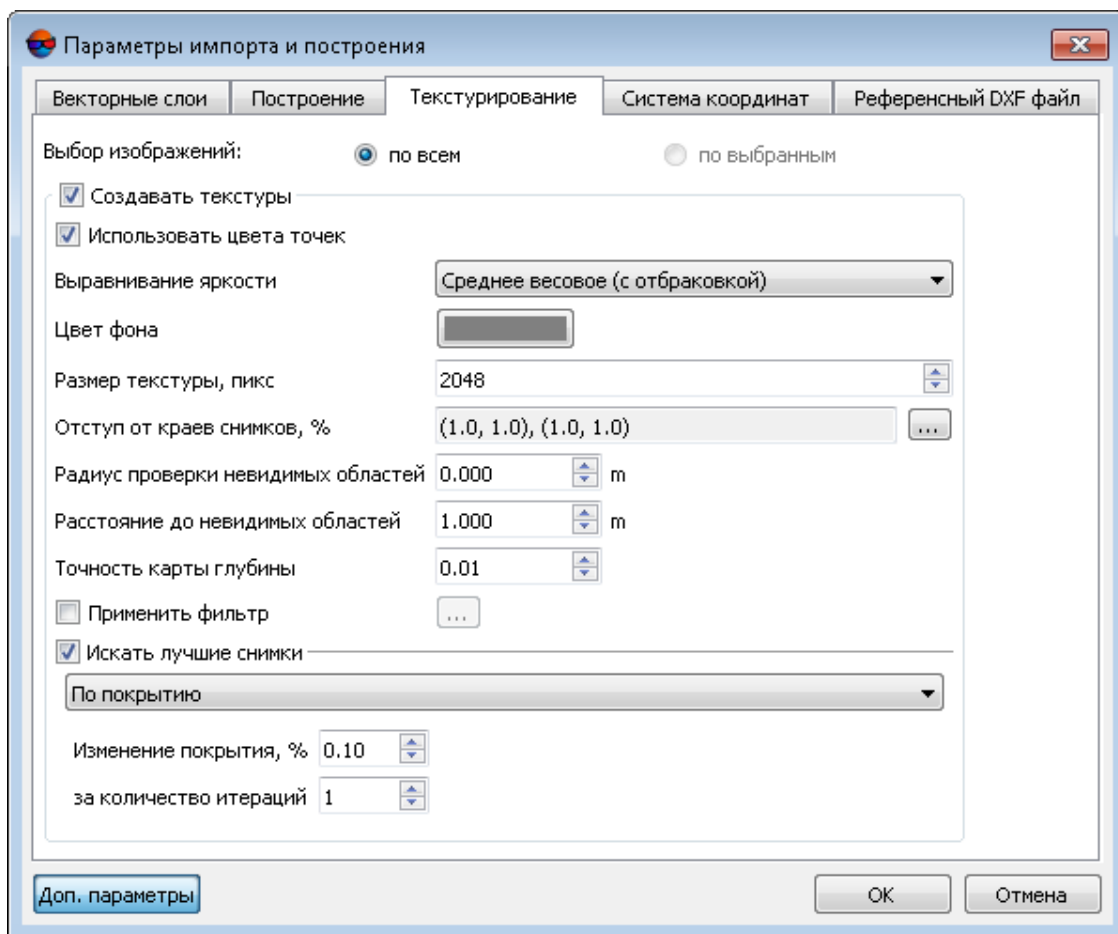 Параметры импорта и построения
Векторные слои Построение Текстурирование Система координат Референсный DXF файл
Выбор изображений: по всем по выбранным
Создавать текстуры
Использовать цвета точек
Выравнивание яркости Среднее весовое (с отбраковкой)
Цвет фона
Размер текстуры, пикс 2048
Отступ от краев снимков, % (1.0, 1.0), (1.0, 1.0) ...
Радиус проверки невидимых областей 0.000 m
Расстояние до невидимых областей 1.000 m
Точность карты глубины 0.01
Применить фильтр ...
Искать лучшие снимки
По покрытию
Изменение покрытия, % 0.10
за количество итераций 1
Доп. параметры OK Отмена